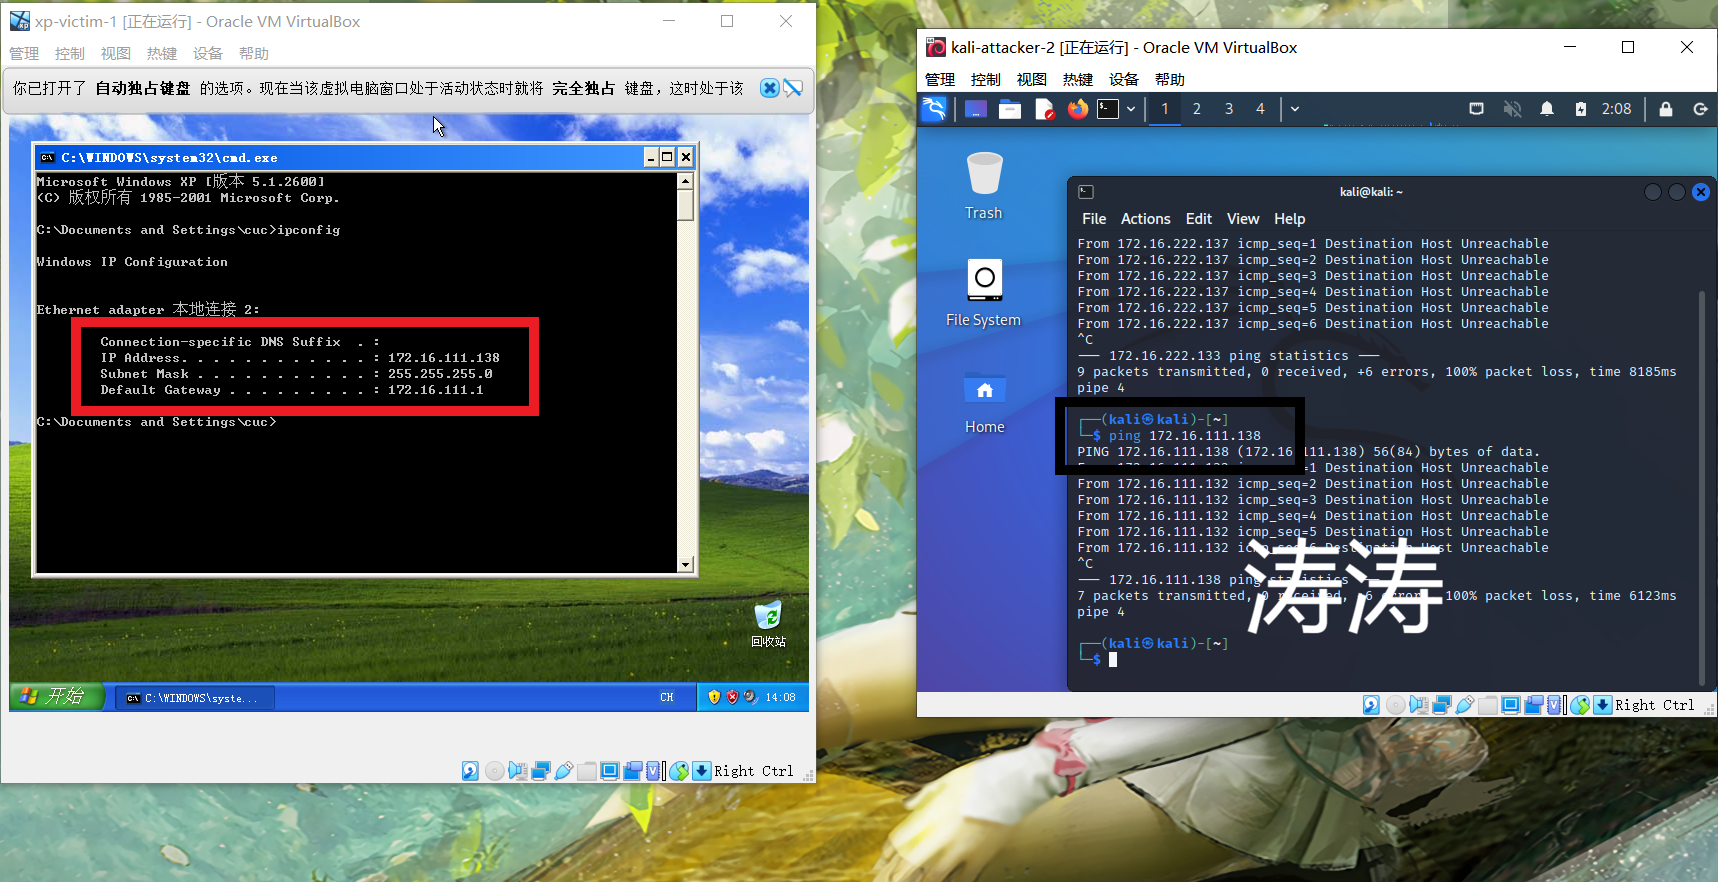 xp-victim-1 [正在运行] - Oracle VM VirtualBox
管理 控制 视图 热键 设备 帮助
你已打开了 自动独占键盘 的选项。现在当该虚拟电脑窗口处于活动状态时就将 完全独占 键盘，这时处于该
C:\WINDOWS\system32\cmd.exe
Microsoft Windows XP [版本 5.1.2600]
(C) 版权所有 1985-2001 Microsoft Corp.
C:\Documents and Settings\cuc>ipconfig
Windows IP Configuration
Ethernet adapter 本地连接 2:
Connection-specific DNS Suffix . :
IP Address. . . . . . . . . . . . : 172.16.111.138
Subnet Mask . . . . . . . . . . . : 255.255.255.0
Default Gateway . . . . . . . . . : 172.16.111.1
C:\Documents and Settings\cuc>
回收站
开始
C:\WINDOWS\syste...
CH
14:08
Right Ctrl
kali-attacker-2 [正在运行] - Oracle VM VirtualBox
管理 控制 视图 热键 设备 帮助
1 2 3 4
2:08
Trash
File System
Home
kali@kali: ~
File Actions Edit View Help
From 172.16.222.137 icmp_seq=1 Destination Host Unreachable
From 172.16.222.137 icmp_seq=2 Destination Host Unreachable
From 172.16.222.137 icmp_seq=3 Destination Host Unreachable
From 172.16.222.137 icmp_seq=4 Destination Host Unreachable
From 172.16.222.137 icmp_seq=5 Destination Host Unreachable
From 172.16.222.137 icmp_seq=6 Destination Host Unreachable
^C
--- 172.16.222.133 ping statistics ---
9 packets transmitted, 0 received, +6 errors, 100% packet loss, time 8185ms
pipe 4
┌──(kali㉿kali)-[~]
└─$ ping 172.16.111.138
PING 172.16.111.138 (172.16.111.138) 56(84) bytes of data.
From 172.16.111.132 icmp_seq=1 Destination Host Unreachable
From 172.16.111.132 icmp_seq=2 Destination Host Unreachable
From 172.16.111.132 icmp_seq=3 Destination Host Unreachable
From 172.16.111.132 icmp_seq=4 Destination Host Unreachable
From 172.16.111.132 icmp_seq=5 Destination Host Unreachable
From 172.16.111.132 icmp_seq=6 Destination Host Unreachable
^C
--- 172.16.111.138 ping statistics ---
7 packets transmitted, 0 received, +6 errors, 100% packet loss, time 6123ms
pipe 4
涛涛
┌──(kali㉿kali)-[~]
└─$
Right Ctrl